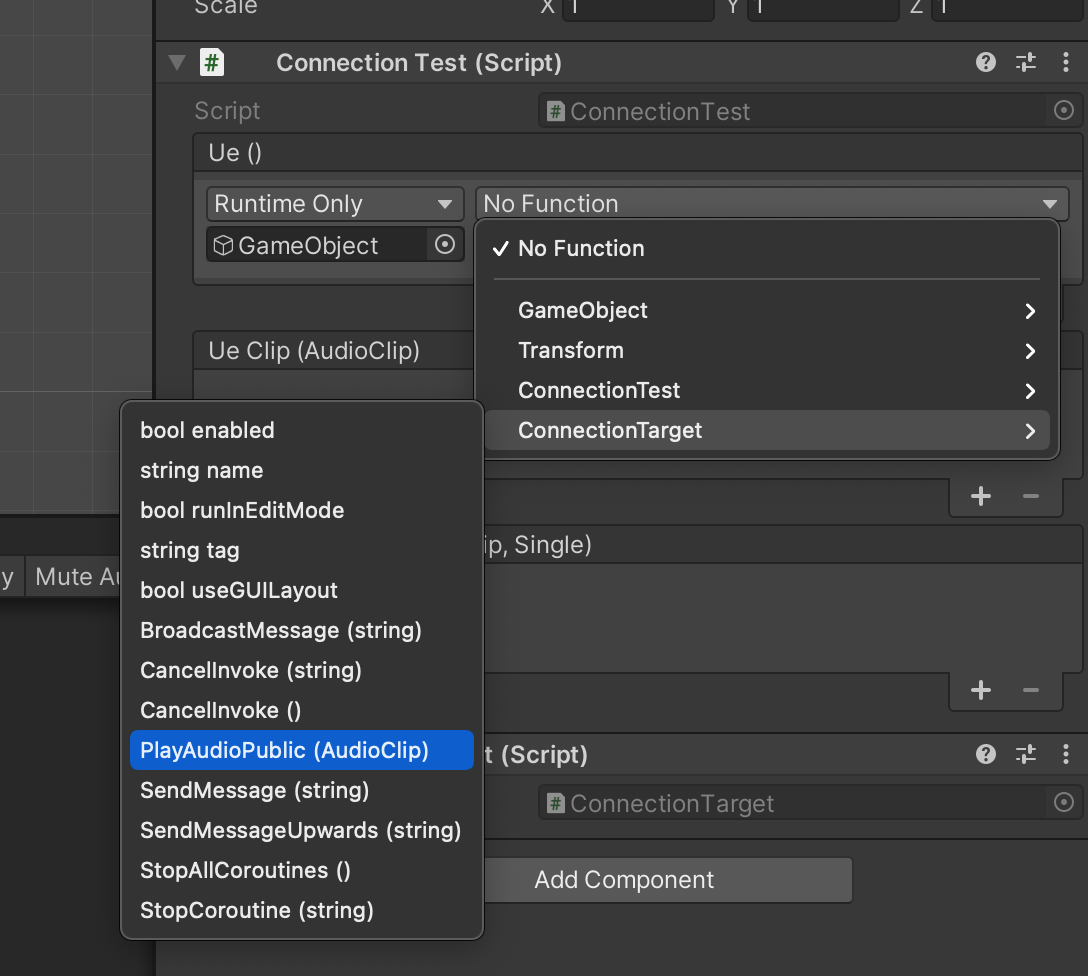 Scale X 1 Y 1 Z 1
# Connection Test (Script)
Script # ConnectionTest
Ue ()
Runtime Only No Function
GameObject
✓ No Function
GameObject
Transform
ConnectionTest
ConnectionTarget
Ue Clip (AudioClip)
bool enabled
string name
bool runInEditMode
string tag
bool useGUILayout
BroadcastMessage (string)
CancelInvoke (string)
CancelInvoke ()
PlayAudioPublic (AudioClip)
SendMessage (string)
SendMessageUpwards (string)
StopAllCoroutines ()
StopCoroutine (string)
+ −
ip, Single)
y Mute Au
+ −
t (Script)
# ConnectionTarget
Add Component